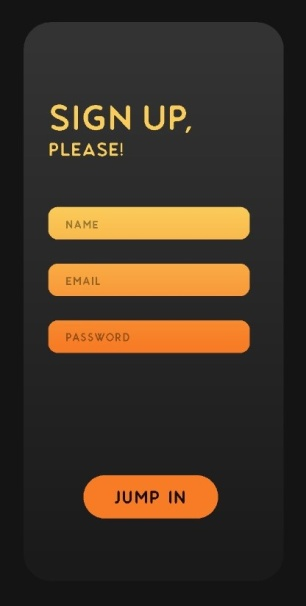 SIGN UP,
PLEASE!
NAME
EMAIL
PASSWORD
JUMP IN